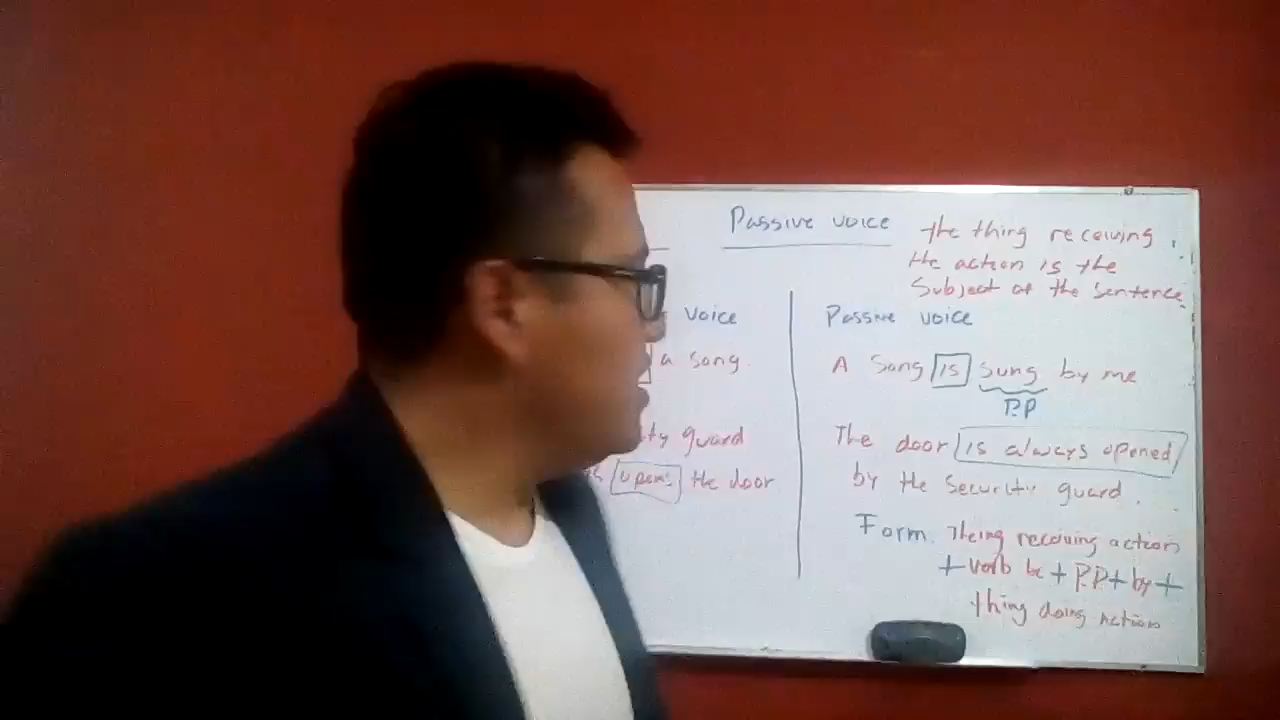 Passive voice
the thing receiving
the action is the
Subject of the sentence.
voice
a song
guard
opens the door
Passive voice
A Song is sung by me
P.P
The door is always opened
by the Security guard.
Form. Thing receiving action
+ verb be + P.P + by +
thing doing action